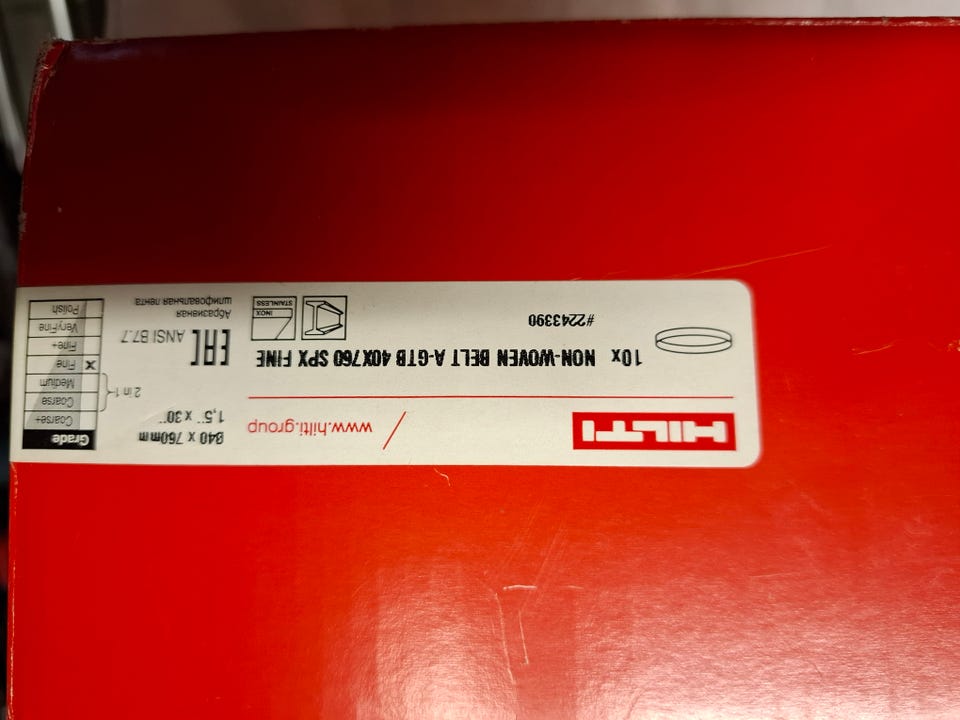 HILTI
www.hilti.group
10x NON-WOVEN BELT A-GTB 40X760 SPX FINE
#2243390
INOX
STAINLESS
Ø40 x 760mm
1,5'' x 30''
2 in 1
EAC ANSI B7.7
Абразивная
шлифовальная лента
Grade
Coarse+
Coarse
Medium
Fine X
Fine+
VeryFine
Polish